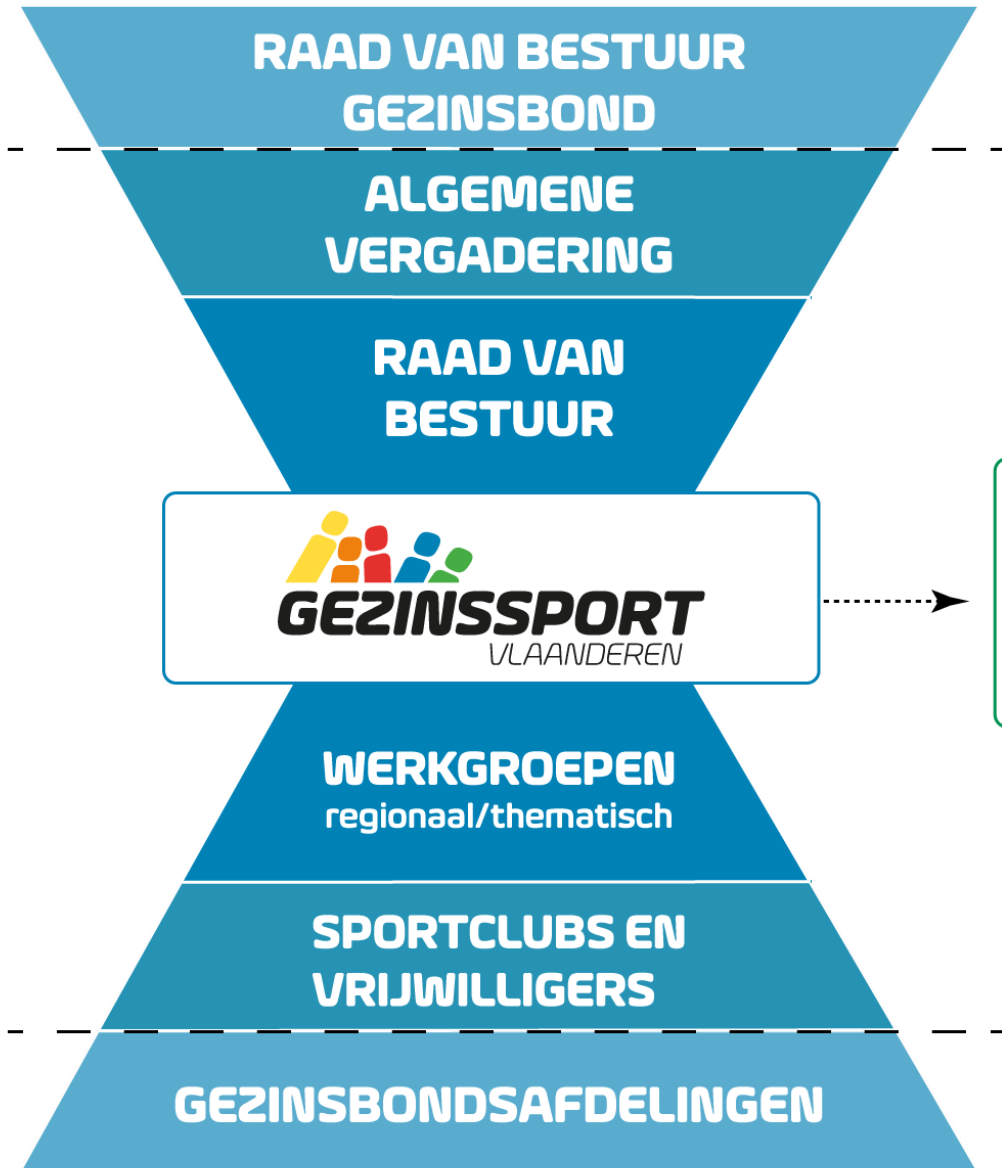 RAAD VAN BESTUUR
GEZINSBOND
ALGEMENE
VERGADERING
RAAD VAN
BESTUUR
GEZINSSPORT
VLAANDEREN
WERKGROEPEN
regionaal/thematisch
SPORTCLUBS EN
VRIJWILLIGERS
GEZINSBONDSAFDELINGEN